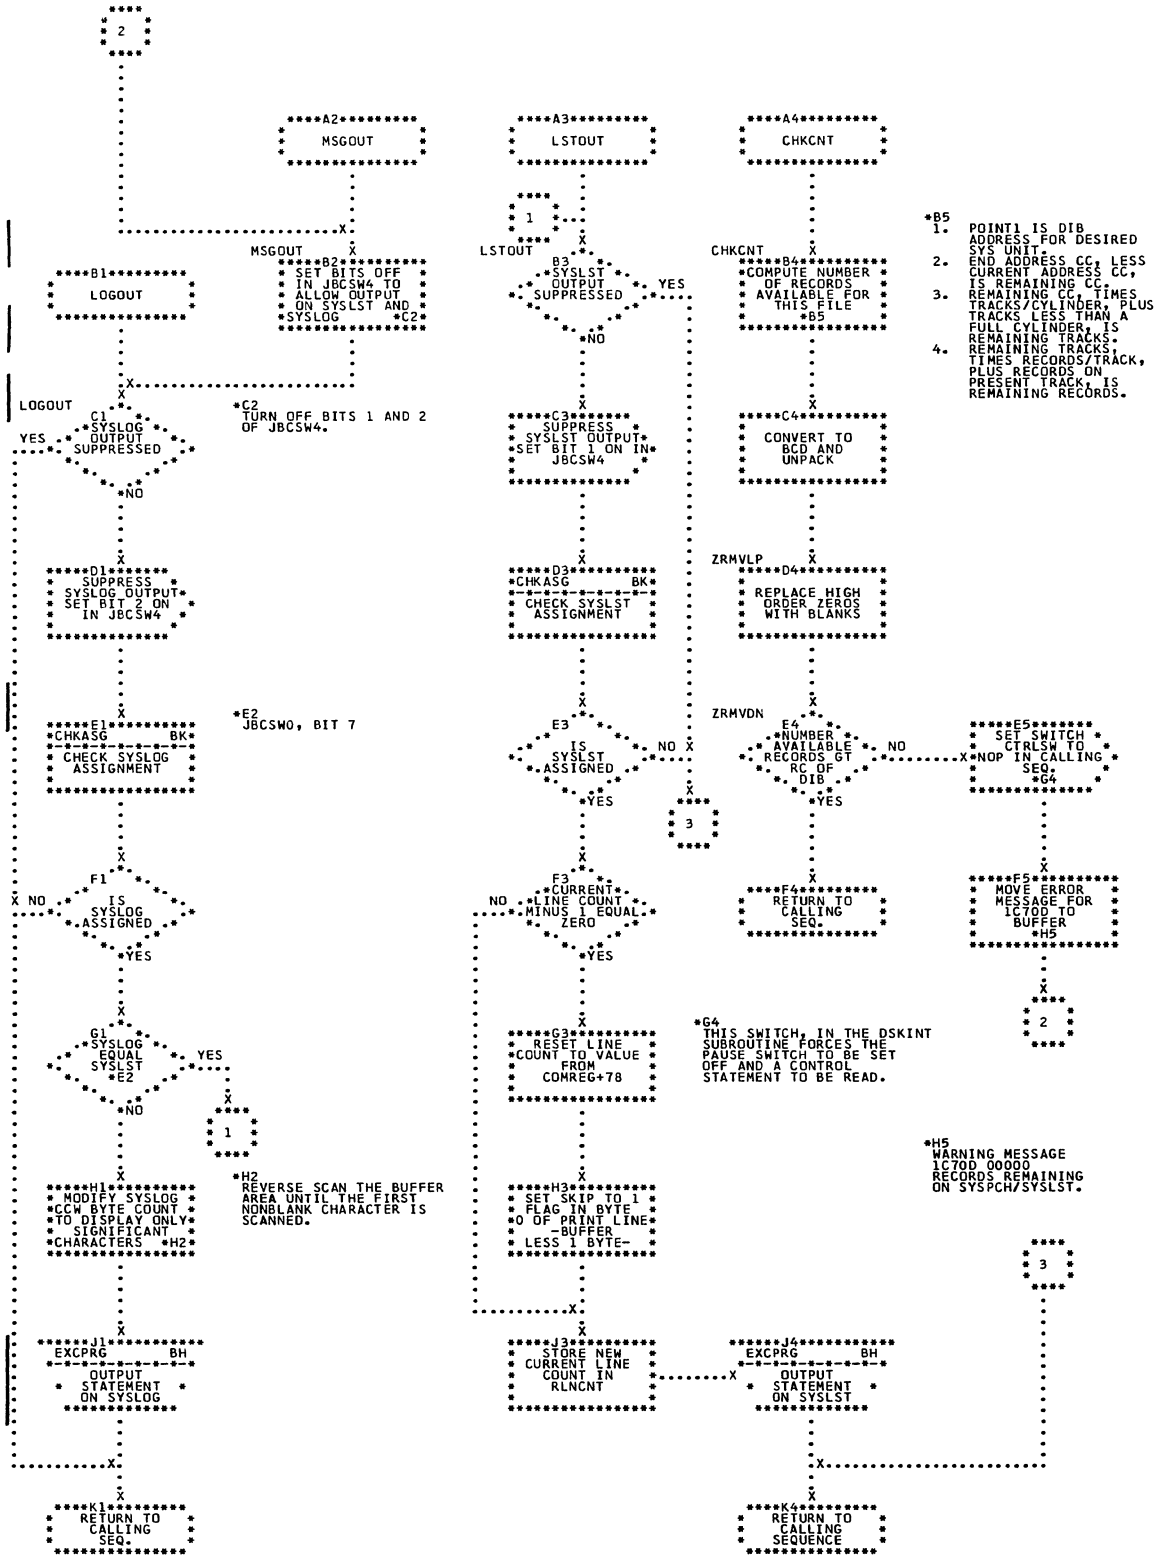 2
A2
MSGOUT
A3
LSTOUT
A4
CHKCNT
1
MSGOUT
B2
SET BITS OFF
IN JBCSW4 TO
ALLOW OUTPUT
ON SYSLST AND
SYSLOG *C2
B1
LOGOUT
LSTOUT
B3
SYSLST
OUTPUT
SUPPRESSED
YES
NO
CHKCNT
B4
COMPUTE NUMBER
OF RECORDS
AVAILABLE FOR
THIS FILE
*B5
*B5
1. POINT1 IS DIB
ADDRESS FOR DESIRED
SYS UNIT.
2. END ADDRESS CC, LESS
CURRENT ADDRESS CC,
IS REMAINING CC.
3. REMAINING CC, TIMES
TRACKS/CYLINDER, PLUS
TRACKS LESS THAN A
FULL CYLINDER, IS
REMAINING TRACKS.
4. REMAINING TRACKS,
TIMES RECORDS/TRACK,
PLUS RECORDS ON
PRESENT TRACK, IS
REMAINING RECORDS.
LOGOUT
C1
SYSLOG
OUTPUT
SUPPRESSED
YES
NO
*C2
TURN OFF BITS 1 AND 2
OF JBCSW4.
C3
SUPPRESS
SYSLST OUTPUT
SET BIT 1 ON IN
JBCSW4
C4
CONVERT TO
BCD AND
UNPACK
D1
SUPPRESS
SYSLOG OUTPUT
SET BIT 2 ON
IN JBCSW4
D3
CHKASG BK
CHECK SYSLST
ASSIGNMENT
ZRMVLP
D4
REPLACE HIGH
ORDER ZEROS
WITH BLANKS
E1
CHKASG BK
CHECK SYSLOG
ASSIGNMENT
*E2
JBCSW0, BIT 7
E3
IS
SYSLST
ASSIGNED
NO
YES
3
ZRMVDN
E4
NUMBER
AVAILABLE
RECORDS GT
RC OF
DIB
NO
YES
E5
SET SWITCH
CTRLSW TO
NOP IN CALLING
SEQ.
*G4
F1
IS
SYSLOG
ASSIGNED
NO
YES
F3
CURRENT
LINE COUNT
MINUS 1 EQUAL
ZERO
NO
YES
F4
RETURN TO
CALLING
SEQ.
F5
MOVE ERROR
MESSAGE FOR
1C70D TO
BUFFER
*H5
2
G1
SYSLOG
EQUAL
SYSLST
*E2
YES
NO
1
G3
RESET LINE
COUNT TO VALUE
FROM
COMREG+78
*G4
THIS SWITCH, IN THE DSKINT
SUBROUTINE FORCES THE
PAUSE SWITCH TO BE SET
OFF AND A CONTROL
STATEMENT TO BE READ.
H1
MODIFY SYSLOG
CCW BYTE COUNT
TO DISPLAY ONLY
SIGNIFICANT
CHARACTERS *H2
*H2
REVERSE SCAN THE BUFFER
AREA UNTIL THE FIRST
NONBLANK CHARACTER IS
SCANNED.
H3
SET SKIP TO 1
FLAG IN BYTE
0 OF PRINT LINE
-BUFFER
LESS 1 BYTE-
*H5
WARNING MESSAGE
1C70D 00000
RECORDS REMAINING
ON SYSPCH/SYSLST.
3
J1
EXCPRG BH
OUTPUT
STATEMENT
ON SYSLOG
J3
STORE NEW
CURRENT LINE
COUNT IN
RLNCNT
J4
EXCPRG BH
OUTPUT
STATEMENT
ON SYSLST
K1
RETURN TO
CALLING
SEQ.
K4
RETURN TO
CALLING
SEQUENCE